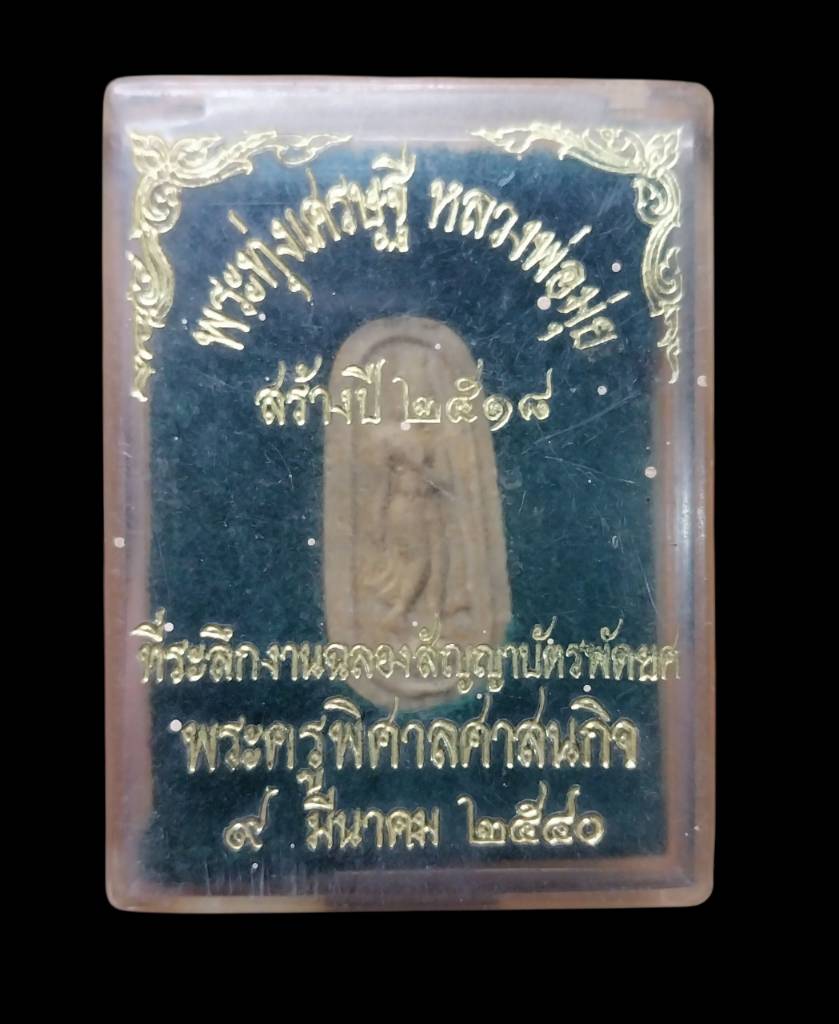 พระทุ่งเศรษฐี หลวงพ่อมุ่ย
สร้างปี ๒๕๑๘
ที่ระลึกงานฉลองสัญญาบัตรพัดยศ
พระครูพิศาลศาสนกิจ
๙ มีนาคม ๒๕๔๐